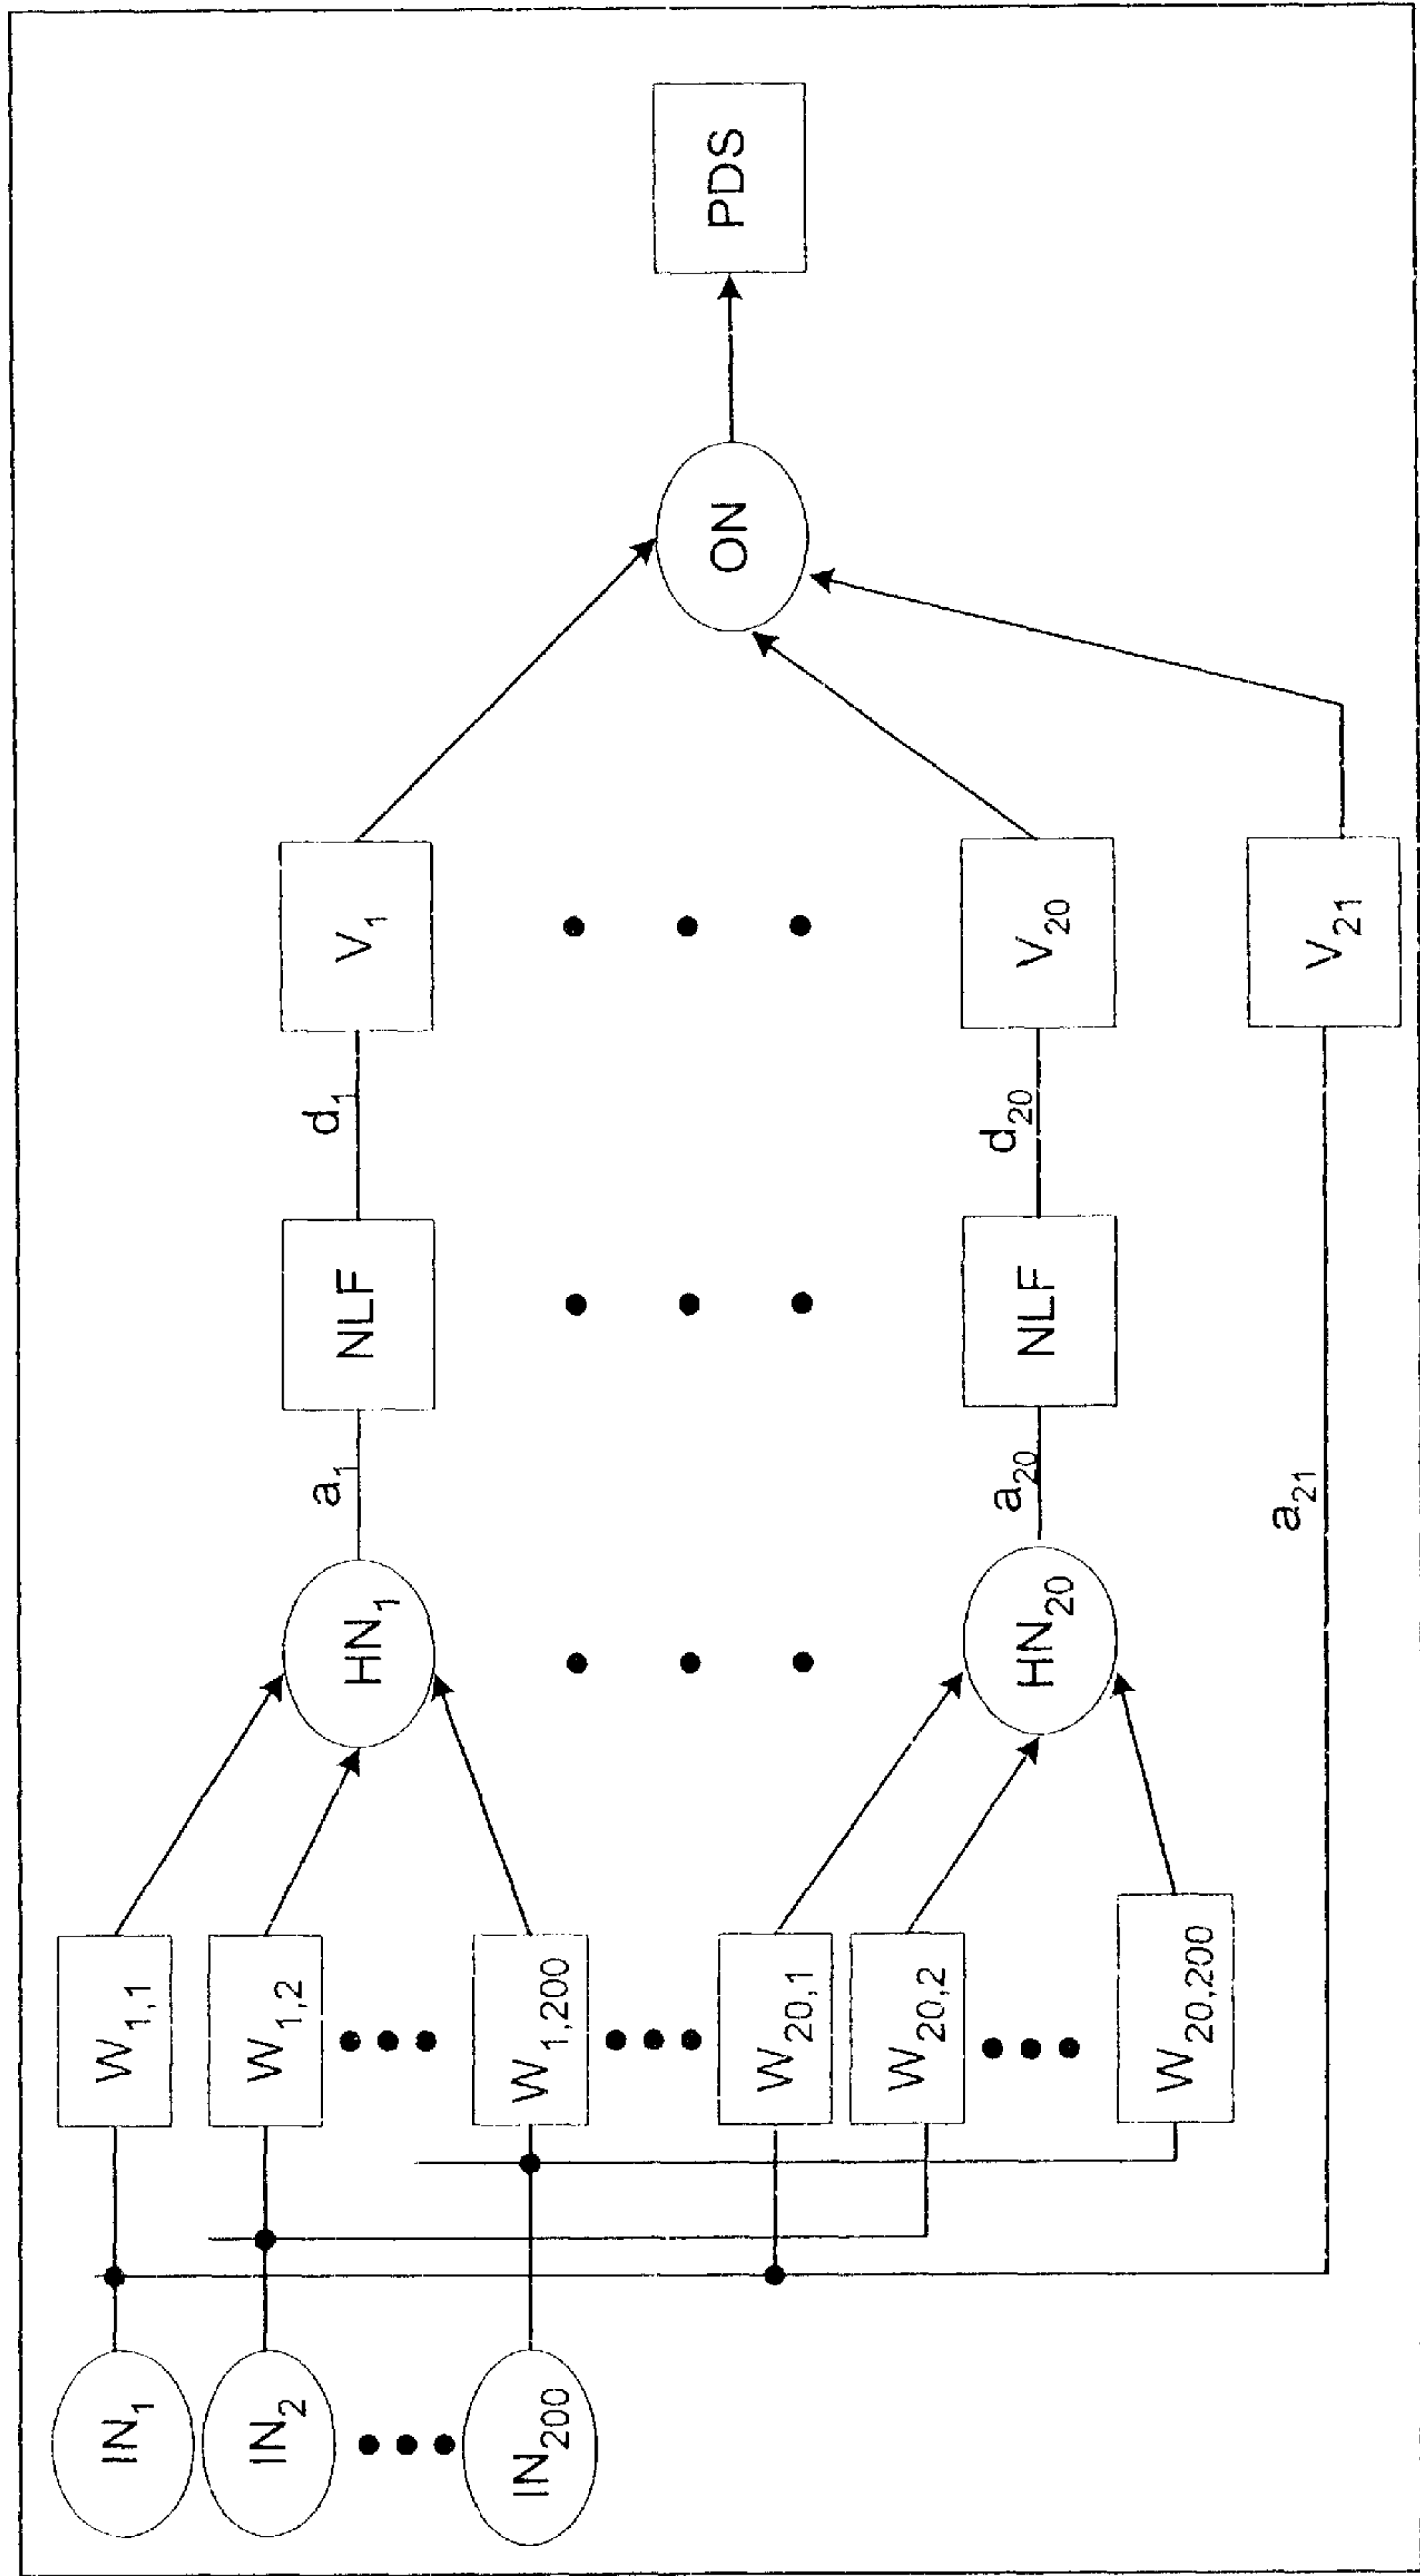 IN1
IN2
IN200
W1,1
W1,2
W1,200
W20,1
W20,2
W20,200
HN1
HN20
a1
a20
a21
NLF
NLF
d1
d20
V1
V20
V21
ON
PDS